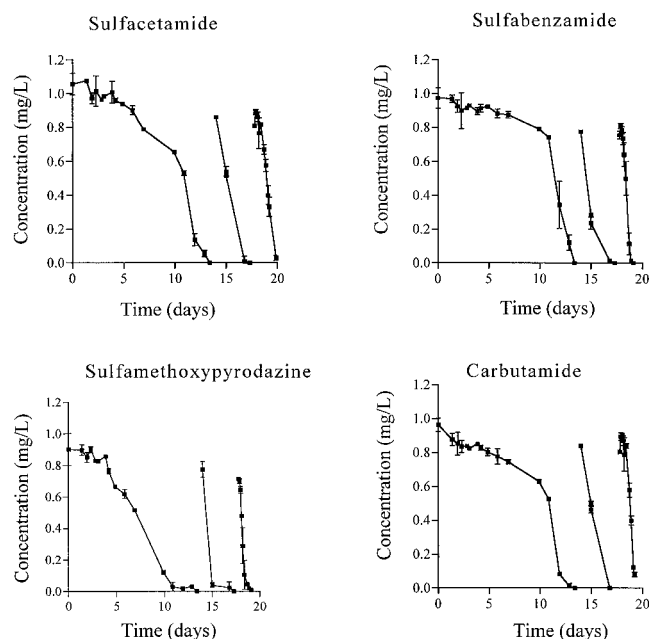 Sulfacetamide
Concentration (mg/L)
1.2
1.0
0.8
0.6
0.4
0.2
0.0
0 5 10 15 20
Time (days)
Sulfabenzamide
Concentration (mg/L)
1.2
1.0
0.8
0.6
0.4
0.2
0.0
0 5 10 15 20
Time (days)
Sulfamethoxypyrodazine
Concentration (mg/L)
1.2
1.0
0.8
0.6
0.4
0.2
0.0
0 5 10 15 20
Time (days)
Carbutamide
Concentration (mg/L)
1.2
1.0
0.8
0.6
0.4
0.2
0.0
0 5 10 15 20
Time (days)